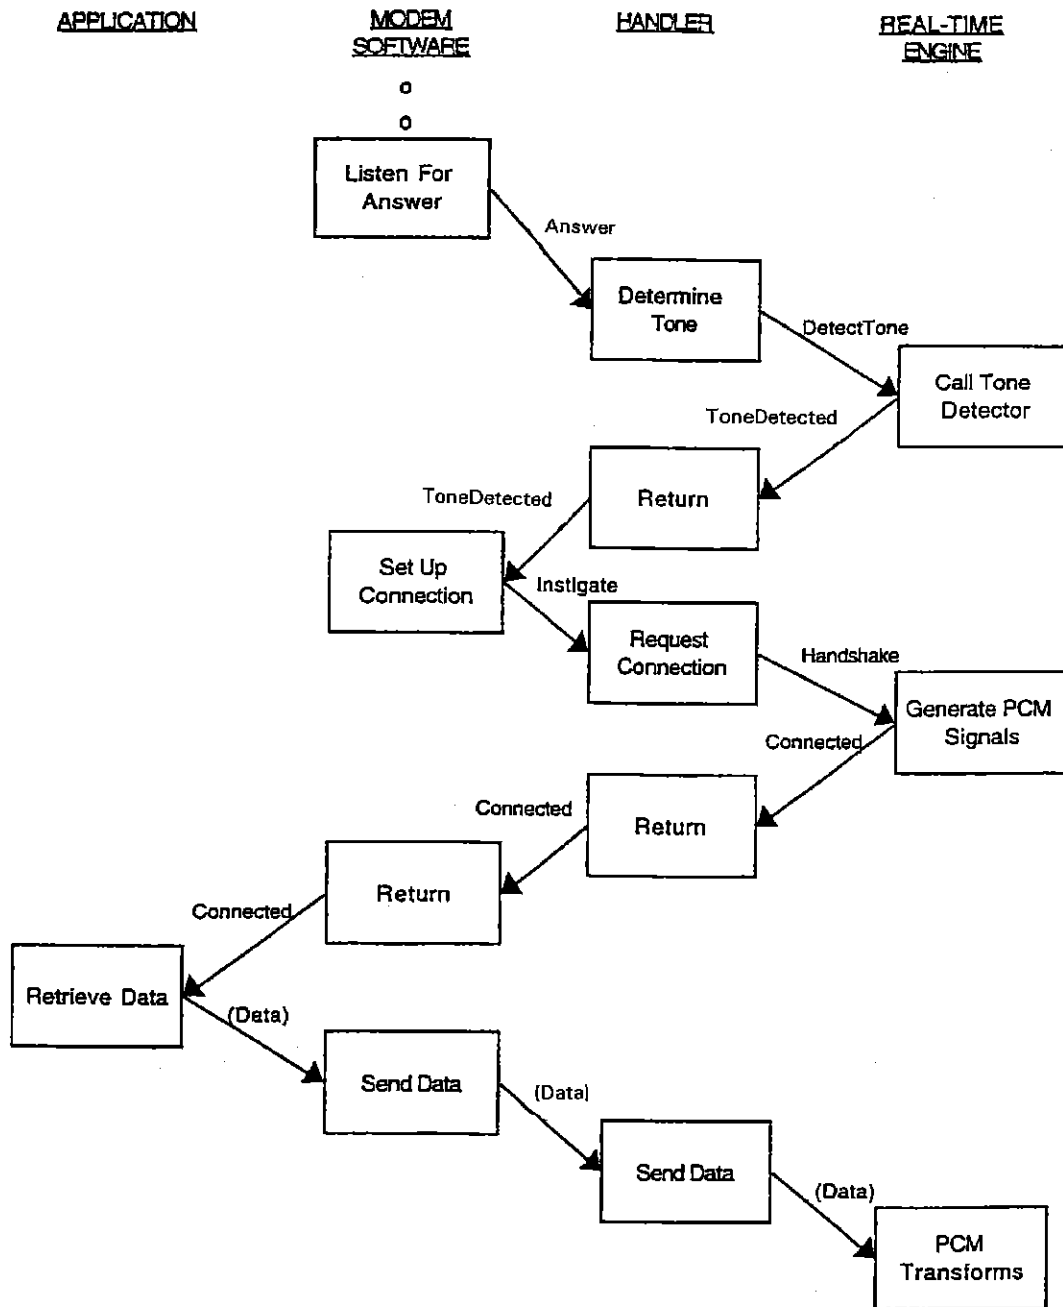 APPLICATION
MODEM
SOFTWARE
HANDLER
REAL-TIME
ENGINE
Listen For
Answer
Answer
Determine
Tone
DetectTone
Call Tone
Detector
ToneDetected
Return
ToneDetected
Set Up
Connection
Instigate
Request
Connection
Handshake
Generate PCM
Signals
Connected
Return
Connected
Return
Connected
Retrieve Data
(Data)
Send Data
(Data)
Send Data
(Data)
PCM
Transforms